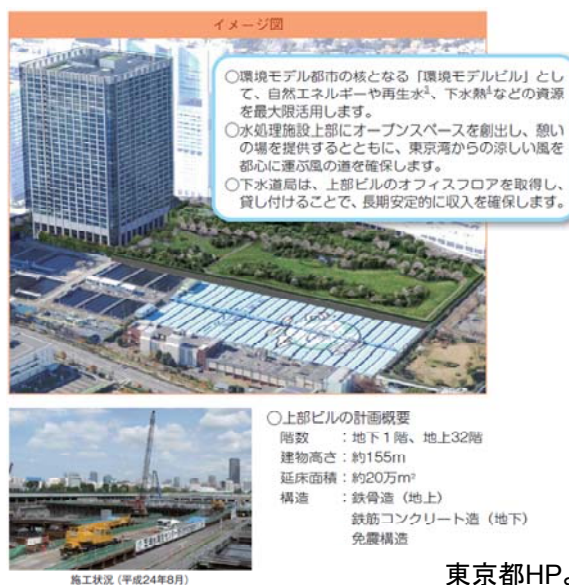 イメージ図
○環境モデル都市の核となる「環境モデルビル」とし
て、自然エネルギーや再生水3、下水熱4などの資源
を最大限活用します。
○水処理施設上部にオープンスペースを創出し、憩い
の場を提供するとともに、東京湾からの涼しい風を
都心に運ぶ風の道を確保します。
○下水道局は、上部ビルのオフィスフロアを取得し、
貸し付けることで、長期安定的に収入を確保します。
○上部ビルの計画概要
階数　：地下1階、地上32階
建物高さ：約155m
延床面積：約20万m²
構造　：鉄骨造（地上）
鉄筋コンクリート造（地下）
免震構造
施工状況（平成24年8月）
東京都HP